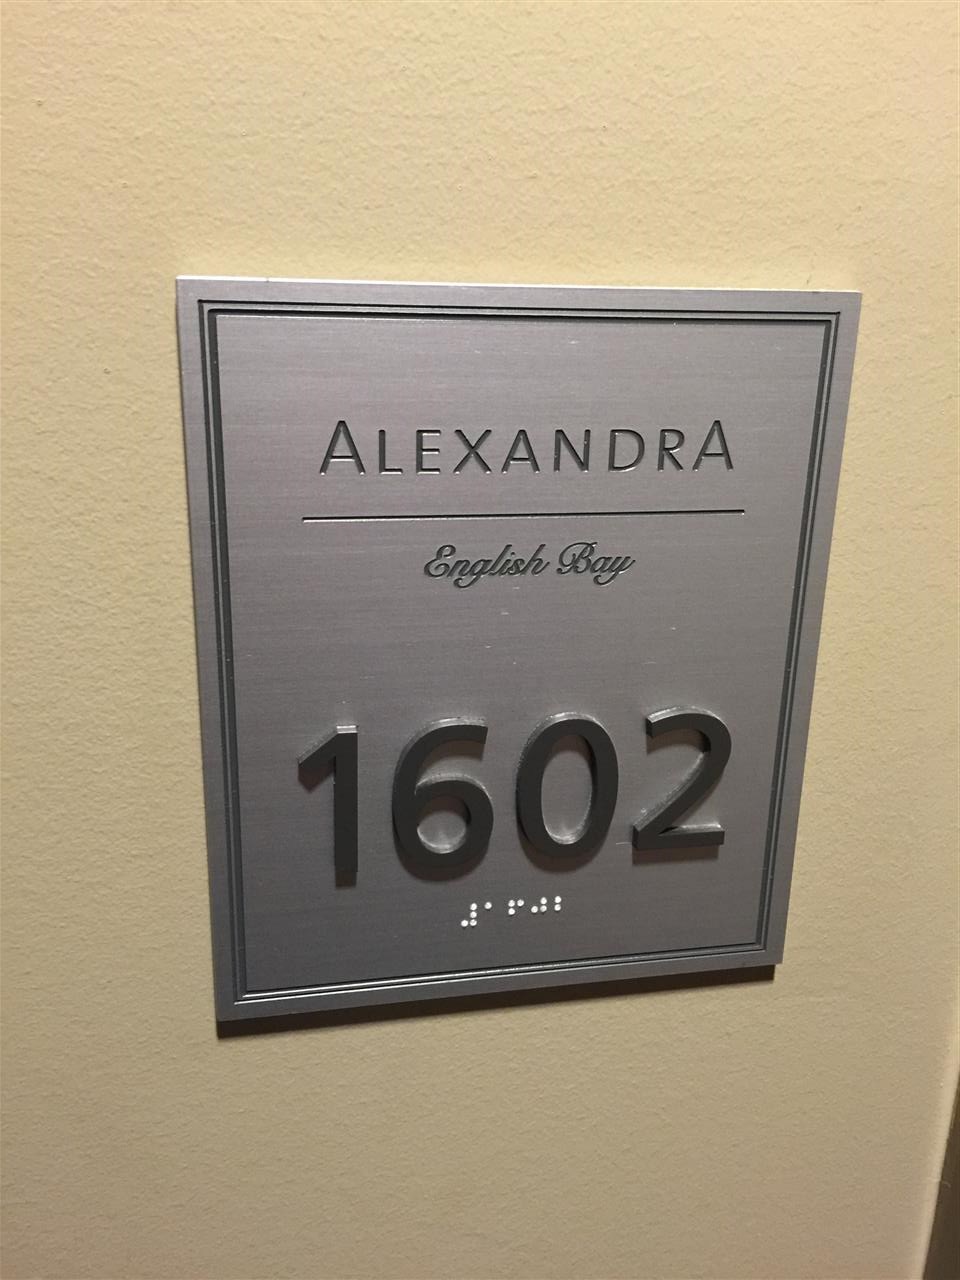 ALEXANDRA
English Bay
1602
⠼⠁⠋⠚⠃